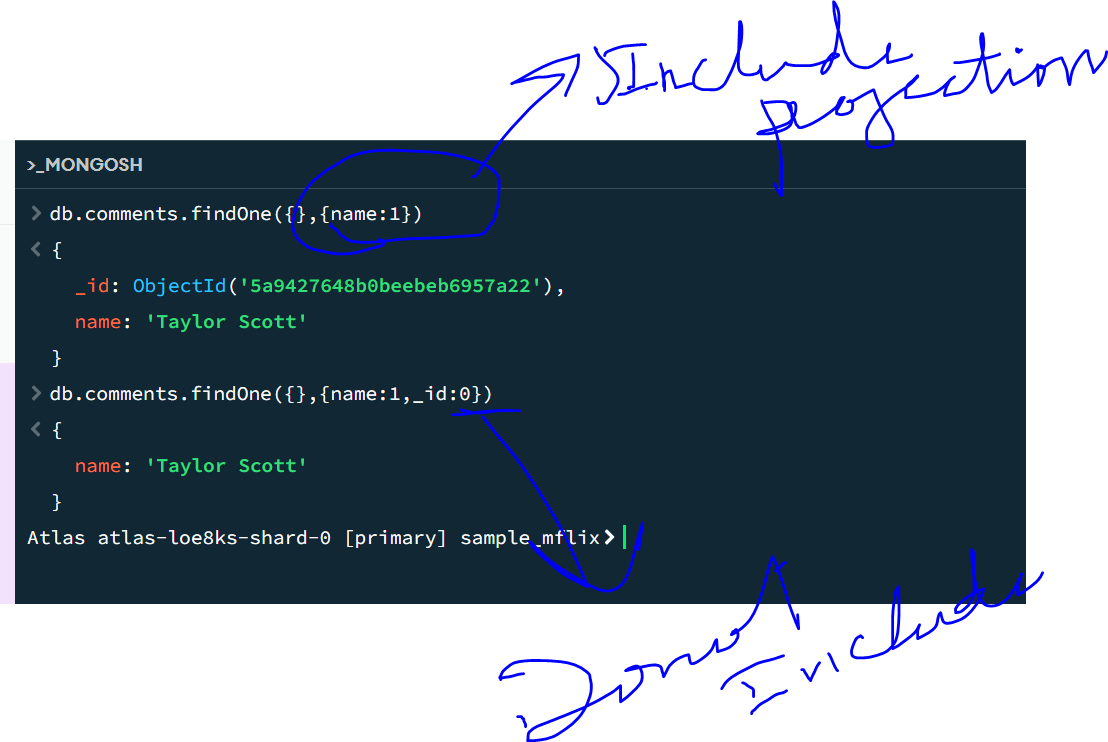 Include
projection
>_MONGOSH
> db.comments.findOne({},{name:1})
< {
_id: ObjectId('5a9427648b0beebeb6957a22'),
name: 'Taylor Scott'
}
> db.comments.findOne({},{name:1,_id:0})
< {
name: 'Taylor Scott'
}
Atlas atlas-loe8ks-shard-0 [primary] sample_mflix>
Include